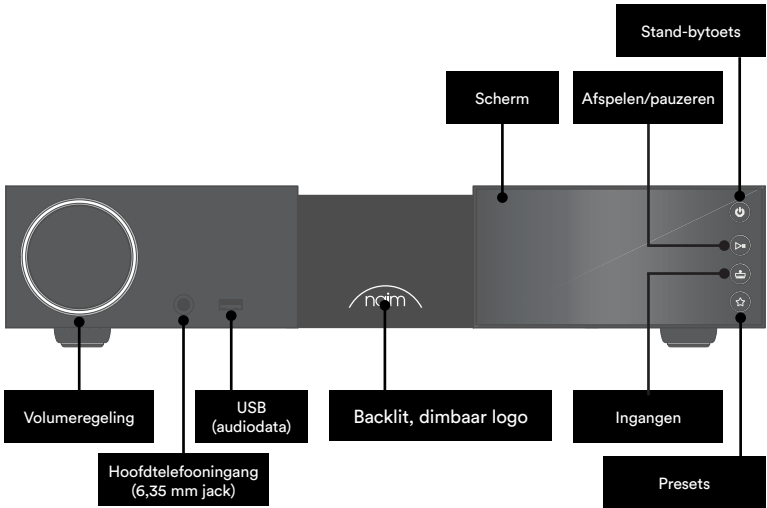 Stand-bytoets
Scherm
Afspelen/pauzeren
naim
Volumeregeling
USB
(audiodata)
Backlit, dimbaar logo
Ingangen
Hoofdtelefooningang
(6,35 mm jack)
Presets